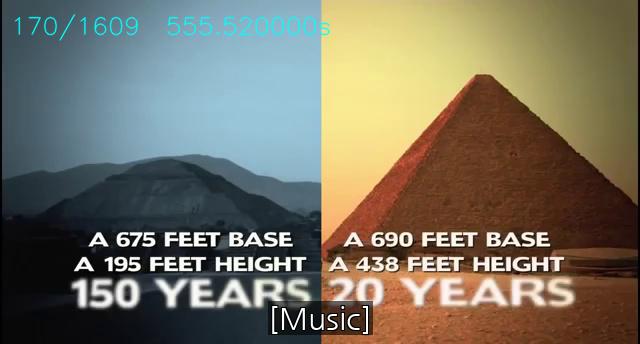 170/1609 555.520000s
A 675 FEET BASE
A 195 FEET HEIGHT
150 YEARS
A 690 FEET BASE
A 438 FEET HEIGHT
20 YEARS
[Music]